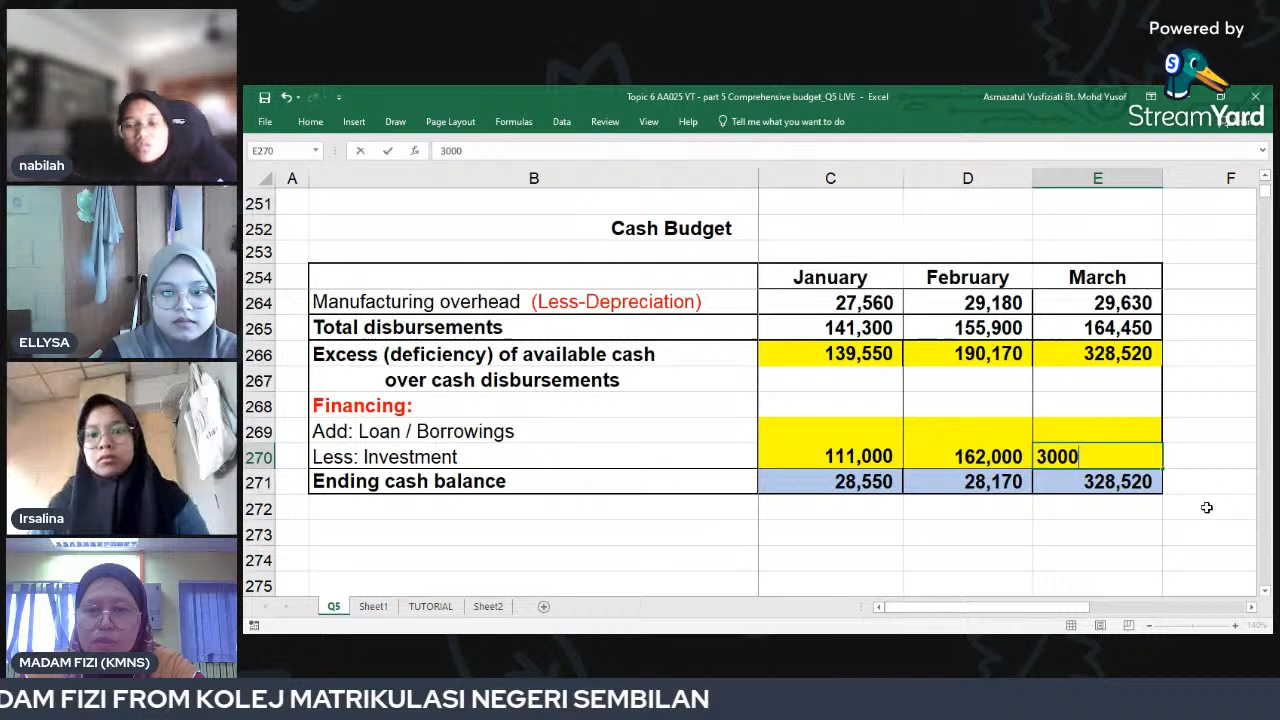 Powered by
StreamYard
nabilah
ELLYSA
Irsalina
MADAM FIZI (KMNS)
Topic 6 AA025 YT - part 5 Comprehensive budget_Q5 LIVE - Excel
Asmazatul Yusfiziati Bt. Mohd Yusof
File Home Insert Draw Page Layout Formulas Data Review View Help Tell me what you want to do
E270 fx 3000
A B C D E F
251
252 Cash Budget
253
254 January February March
264 Manufacturing overhead (Less-Depreciation) 27,560 29,180 29,630
265 Total disbursements 141,300 155,900 164,450
266 Excess (deficiency) of available cash 139,550 190,170 328,520
267 over cash disbursements
268 Financing:
269 Add: Loan / Borrowings
270 Less: Investment 111,000 162,000 3000
271 Ending cash balance 28,550 28,170 328,520
272
273
274
275
Q5 Sheet1 TUTORIAL Sheet2
140%
DAM FIZI FROM KOLEJ MATRIKULASI NEGERI SEMBILAN